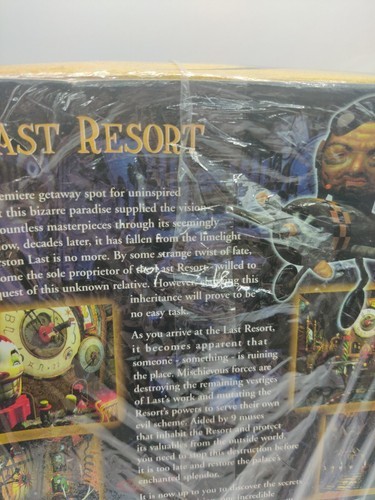 AST RESORT
emiere getaway spot for uninspired
t this bizarre paradise supplied the vision
ountless masterpieces through its seemingly
ow, decades later, it has fallen from the limelight
rston Last is no more. By some strange twist of fate,
ome the sole proprietor of the Last Resort - willed to
quest of this unknown relative. However this
inheritance will prove to be
no easy task.
As you arrive at the Last Resort,
it becomes apparent that
someone - something - is ruining
the place. Mischievous forces are
destroying the remaining vestiges
of Last's work and mutating the
Resort's powers to serve their own
evil scheme. Aided by 9 muses
that inhabit the Resort and protect
its valuables from the outside world,
you need to stop this destruction before
it is too late and restore the palace's
enchanted splendor.
It is now up to you to discover the secrets
incredible